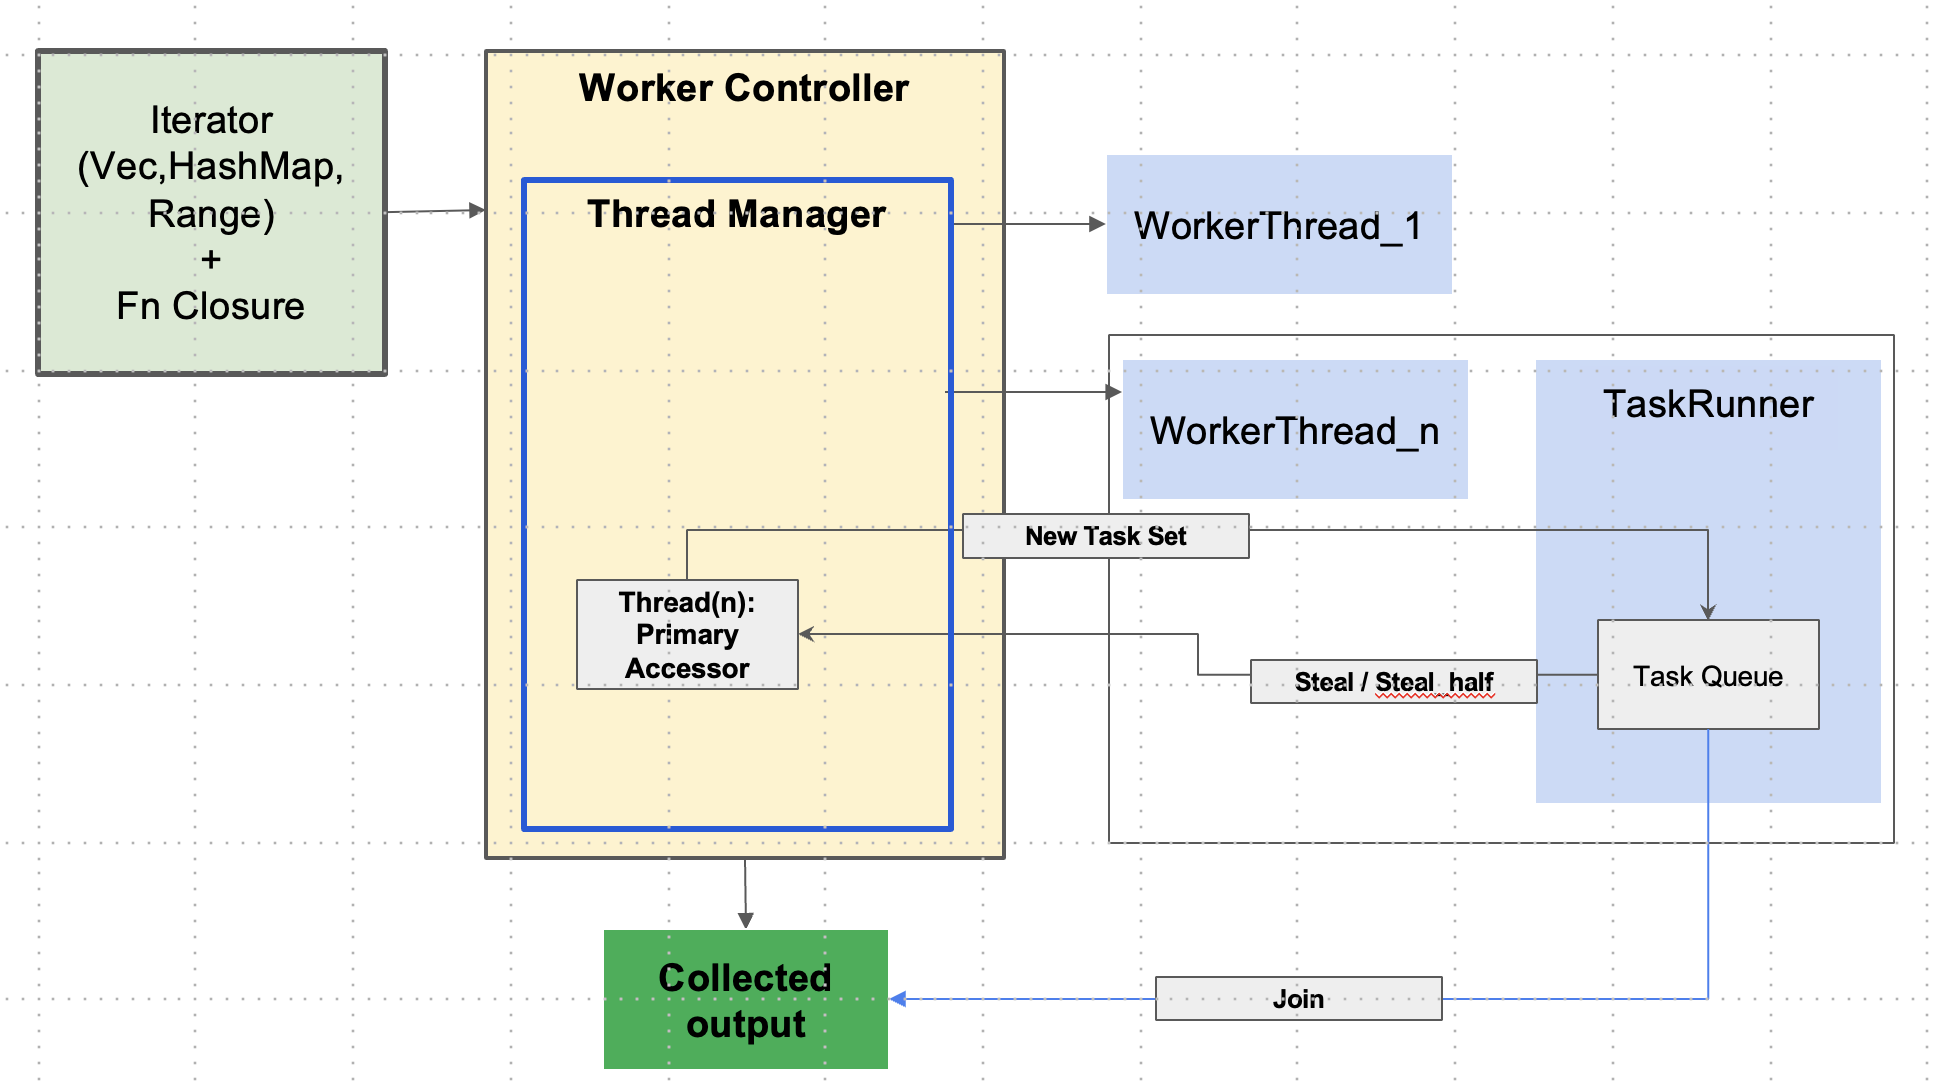 Iterator
(Vec,HashMap,
Range)
+
Fn Closure
Worker Controller
Thread Manager
WorkerThread_1
WorkerThread_n
TaskRunner
New Task Set
Thread(n):
Primary
Accessor
Steal / Steal_half
Task Queue
Collected
output
Join